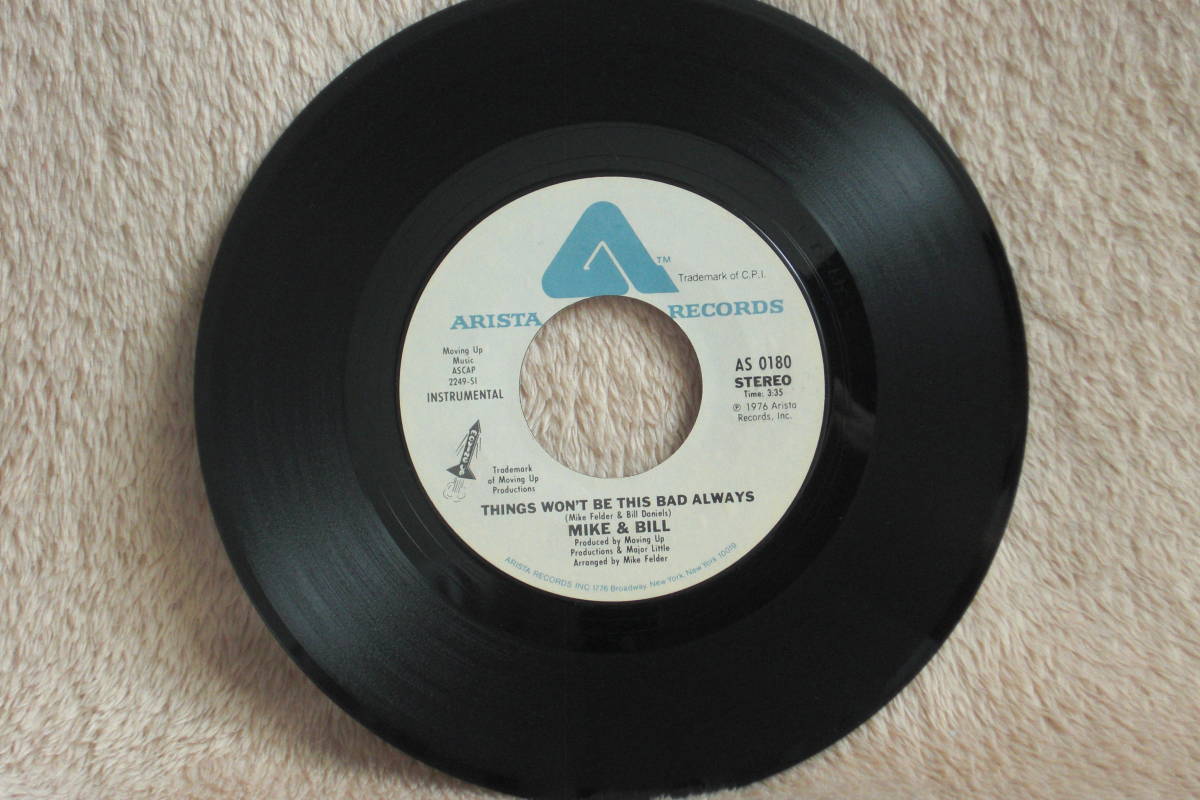 TM
Trademark of C.P.I.
ARISTA RECORDS
Moving Up
Music
ASCAP
2249-SI
INSTRUMENTAL
AS 0180
STEREO
Time: 3:35
℗ 1976 Arista
Records, Inc.
Trademark
of Moving Up
Productions
THINGS WON'T BE THIS BAD ALWAYS
(Mike Felder & Bill Daniels)
MIKE & BILL
Produced by Moving Up
Productions & Major Little
Arranged by Mike Felder
ARISTA RECORDS INC 1776 Broadway, New York, New York 10019